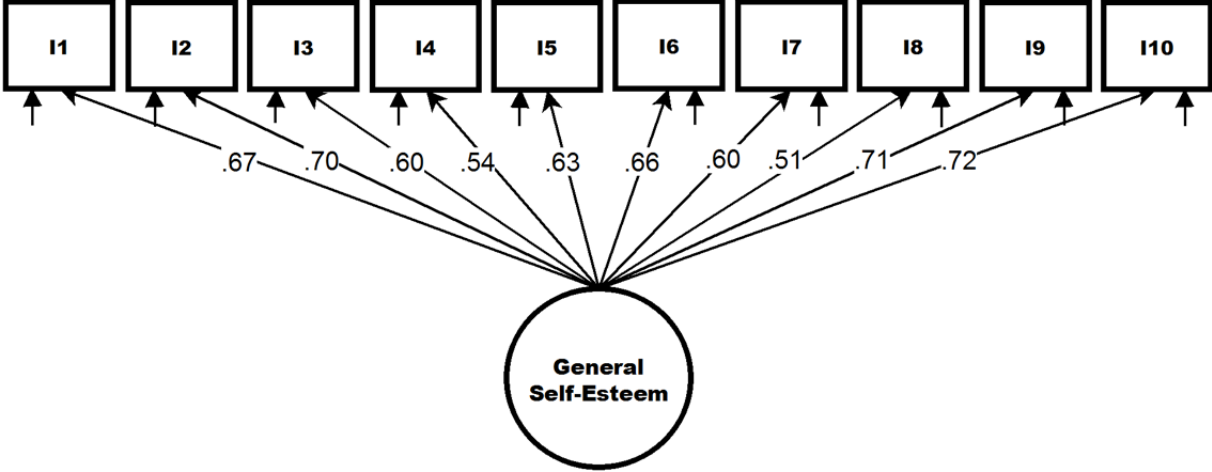 I1 I2 I3 I4 I5 I6 I7 I8 I9 I10
.67 .70 .60 .54 .63 .66 .60 .51 .71 .72
General
Self-Esteem